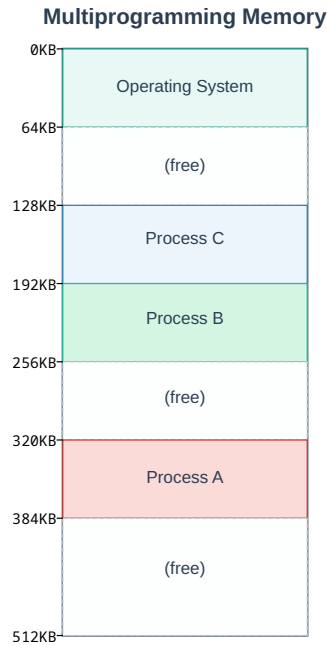 Multiprogramming Memory
0KB
Operating System
64KB
(free)
128KB
Process C
192KB
Process B
256KB
(free)
320KB
Process A
384KB
(free)
512KB